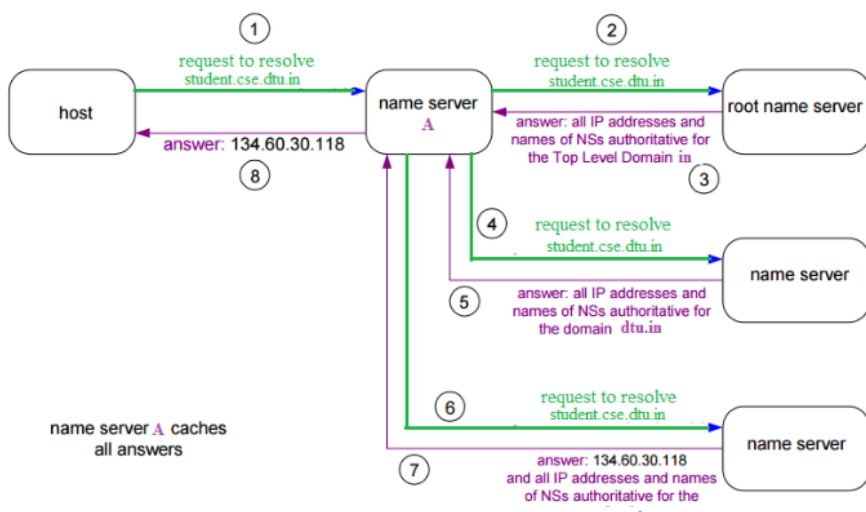 1
request to resolve
student.cse.dtu.in
2
request to resolve
student.cse.dtu.in
host
name server
A
root name server
answer: 134.60.30.118
8
answer: all IP addresses and
names of NSs authoritative for
the Top Level Domain in
3
4
request to resolve
student.cse.dtu.in
name server
5
answer: all IP addresses and
names of NSs authoritative for
the domain dtu.in
6
request to resolve
student.cse.dtu.in
name server A caches
all answers
name server
7
answer: 134.60.30.118
and all IP addresses and names
of NSs authoritative for the